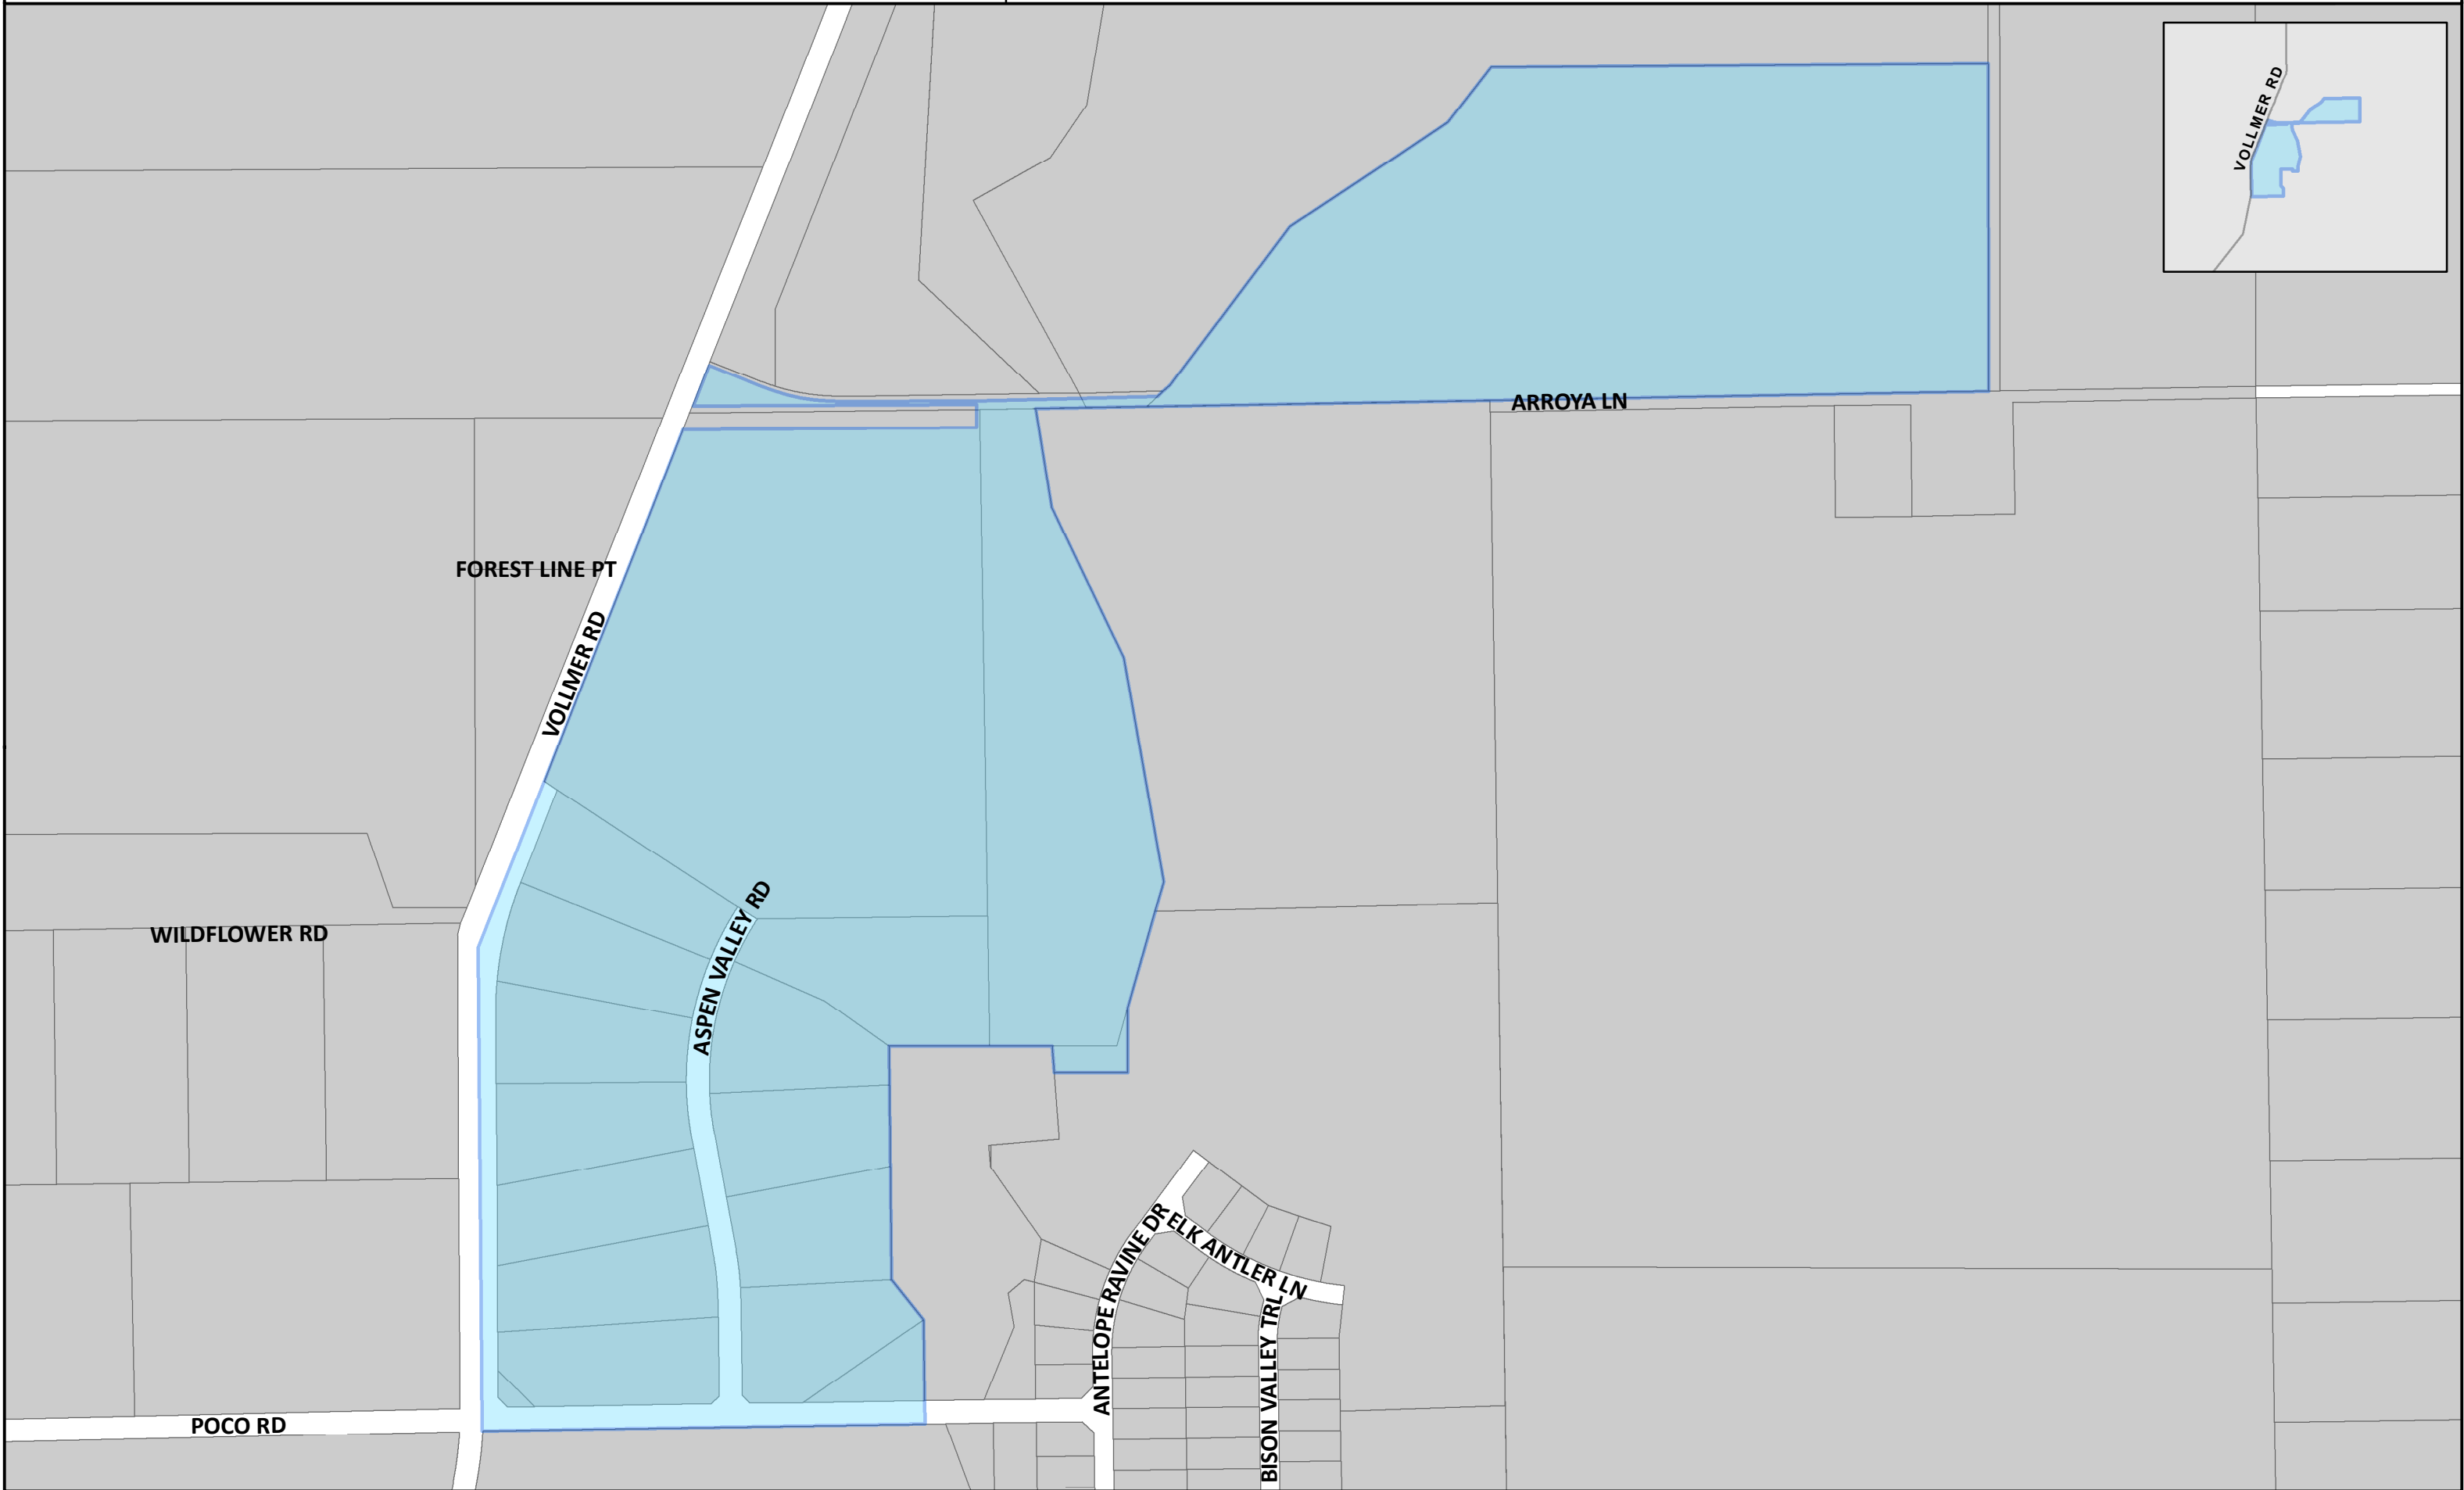 VOLLMER RD
ARROYA LN
FOREST LINE PT
VOLLMER RD
ASPEN VALLEY RD
WILDFLOWER RD
ANTELOPE RAVINE DR
ELK ANTLER LN
BISON VALLEY TRL
POCO RD